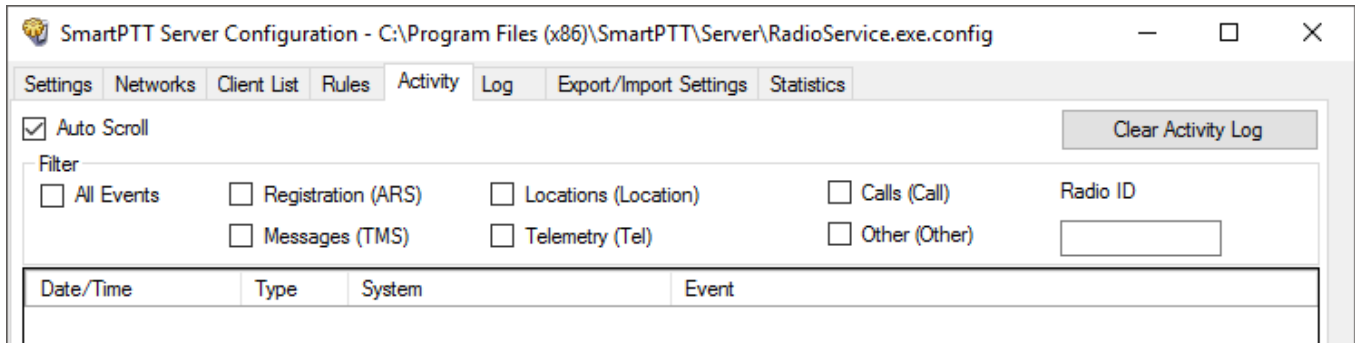 SmartPTT Server Configuration - C:\Program Files (x86)\SmartPTT\Server\RadioService.exe.config
Settings Networks Client List Rules Activity Log Export/Import Settings Statistics
Auto Scroll Clear Activity Log
Filter
All Events Registration (ARS) Locations (Location) Calls (Call) Radio ID
Messages (TMS) Telemetry (Tel) Other (Other)
Date/Time Type System Event